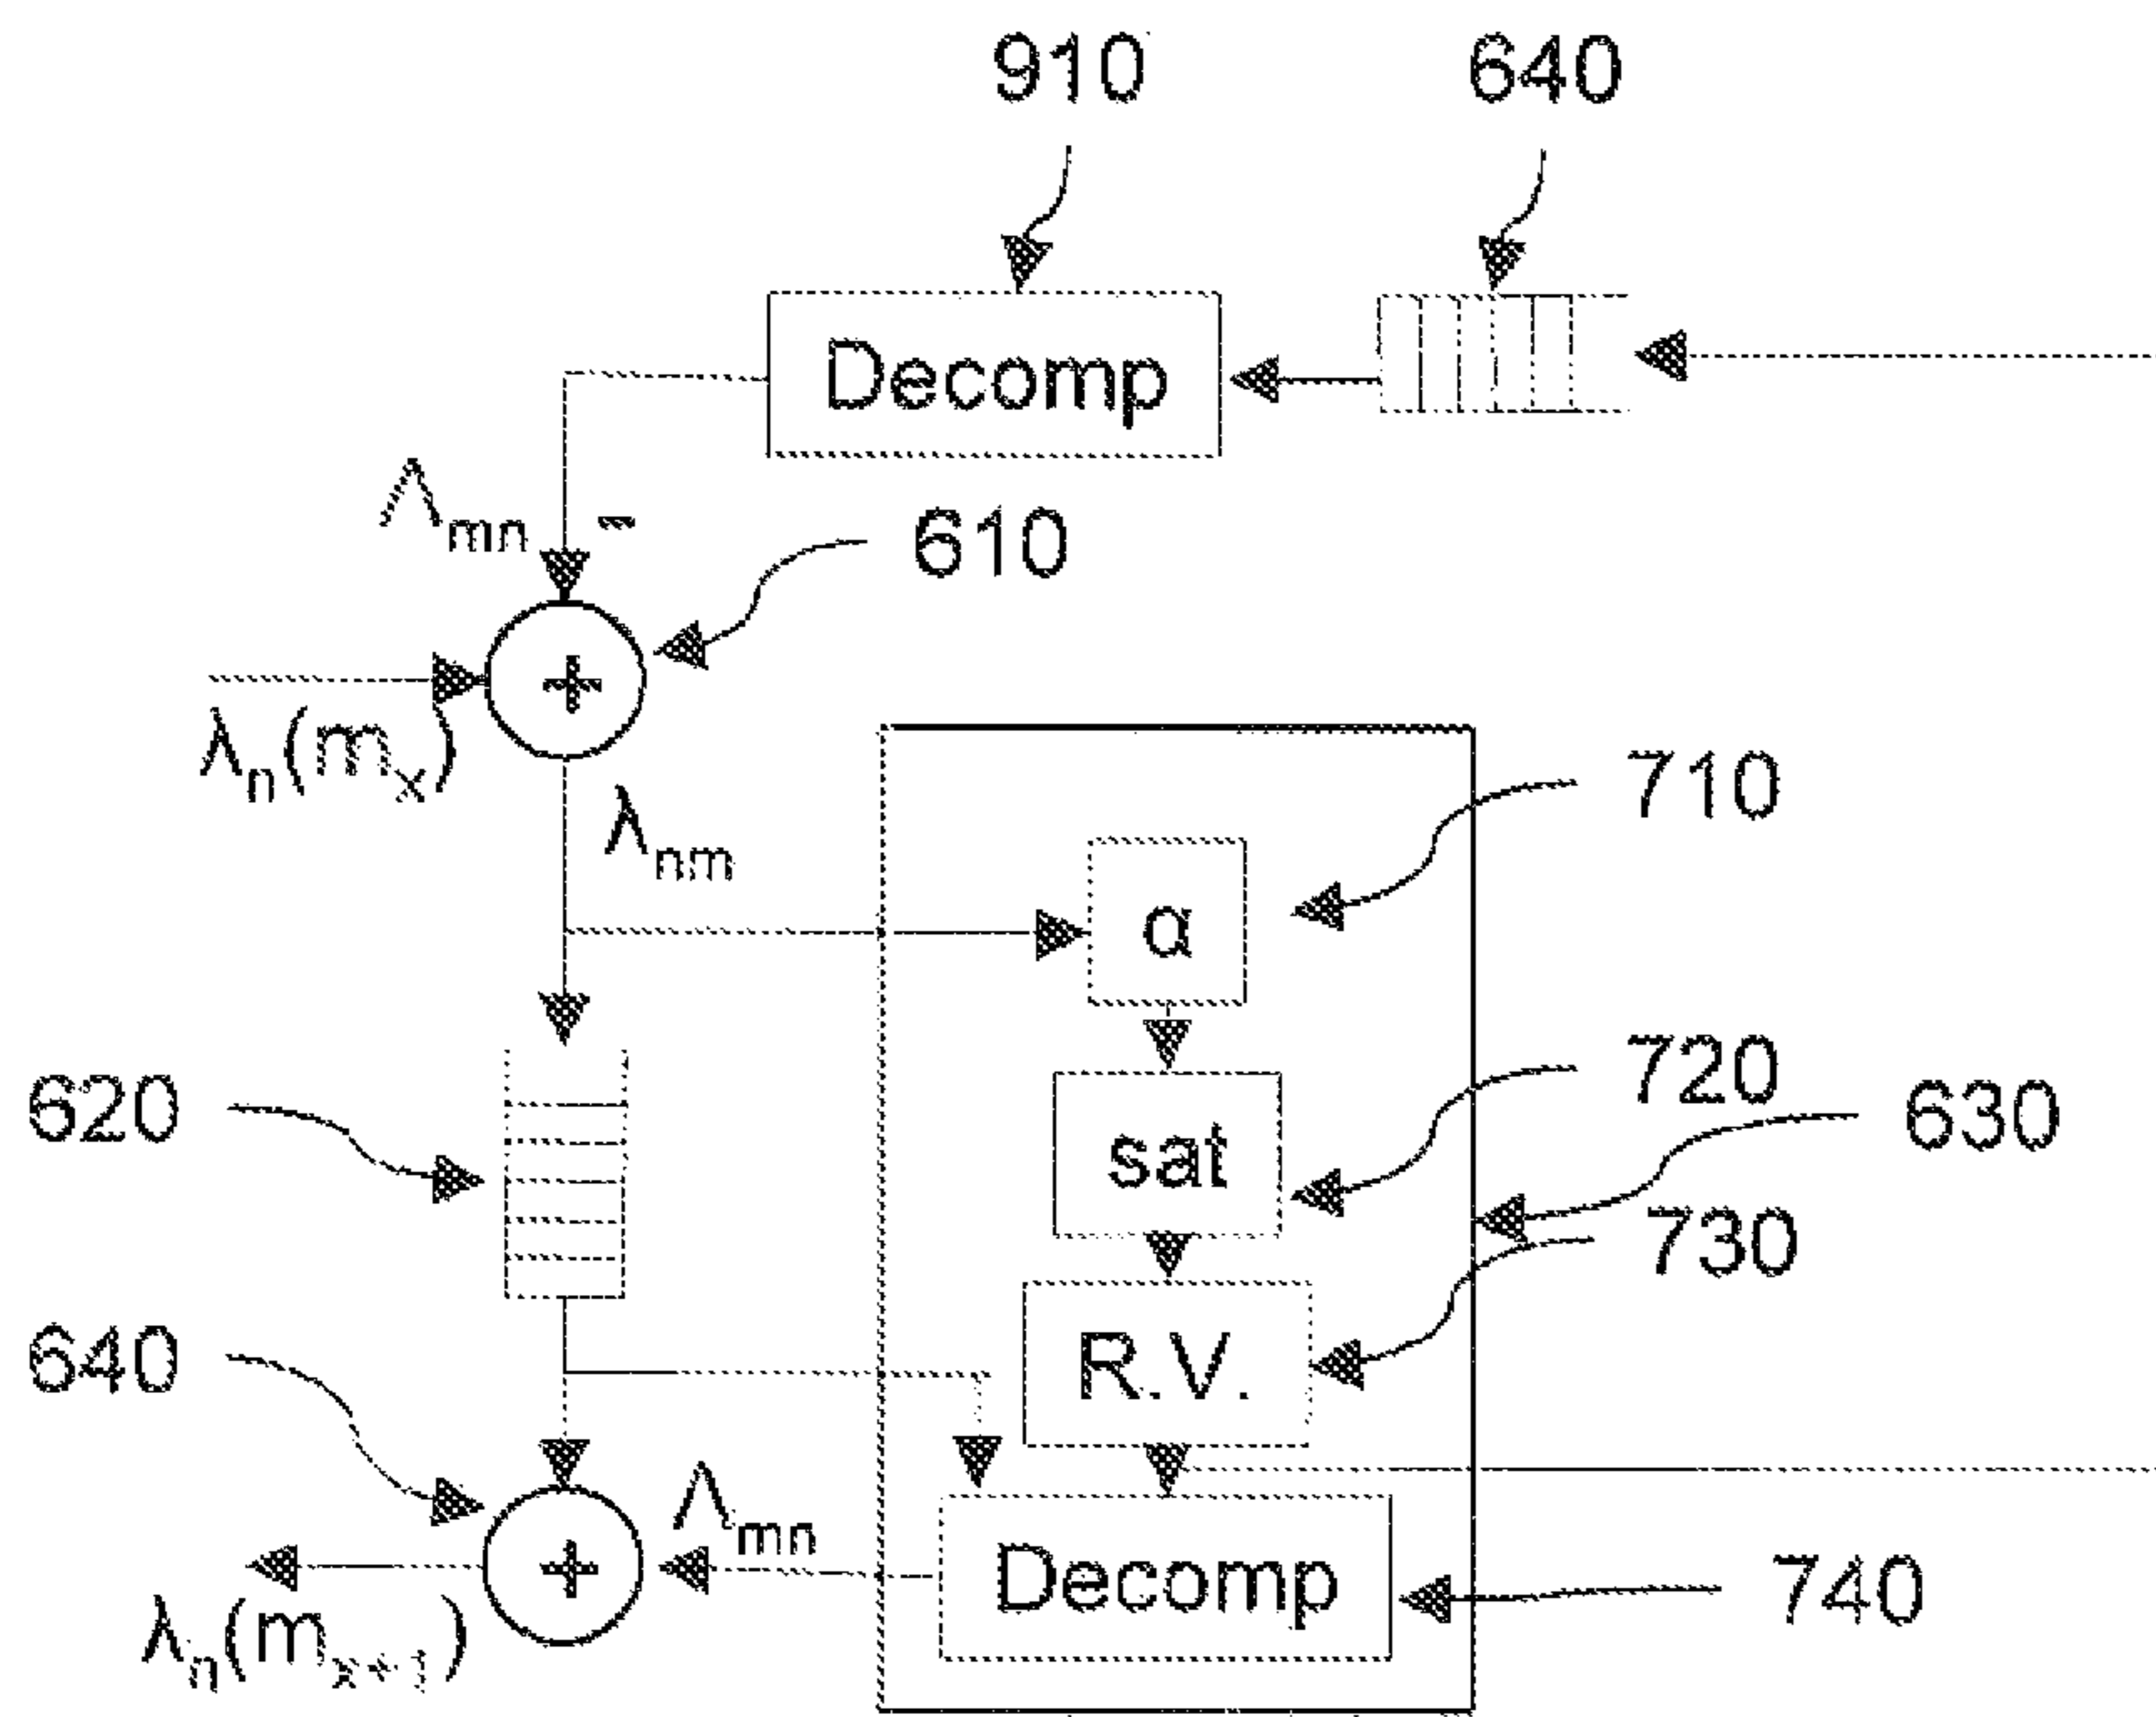 910
640
Decomp
Λmn
-
610
+
λn(mx)
λnm
710
α
720
620
sat
630
730
640
R.V.
Λmn
+
Decomp
740
λn(mx+1)